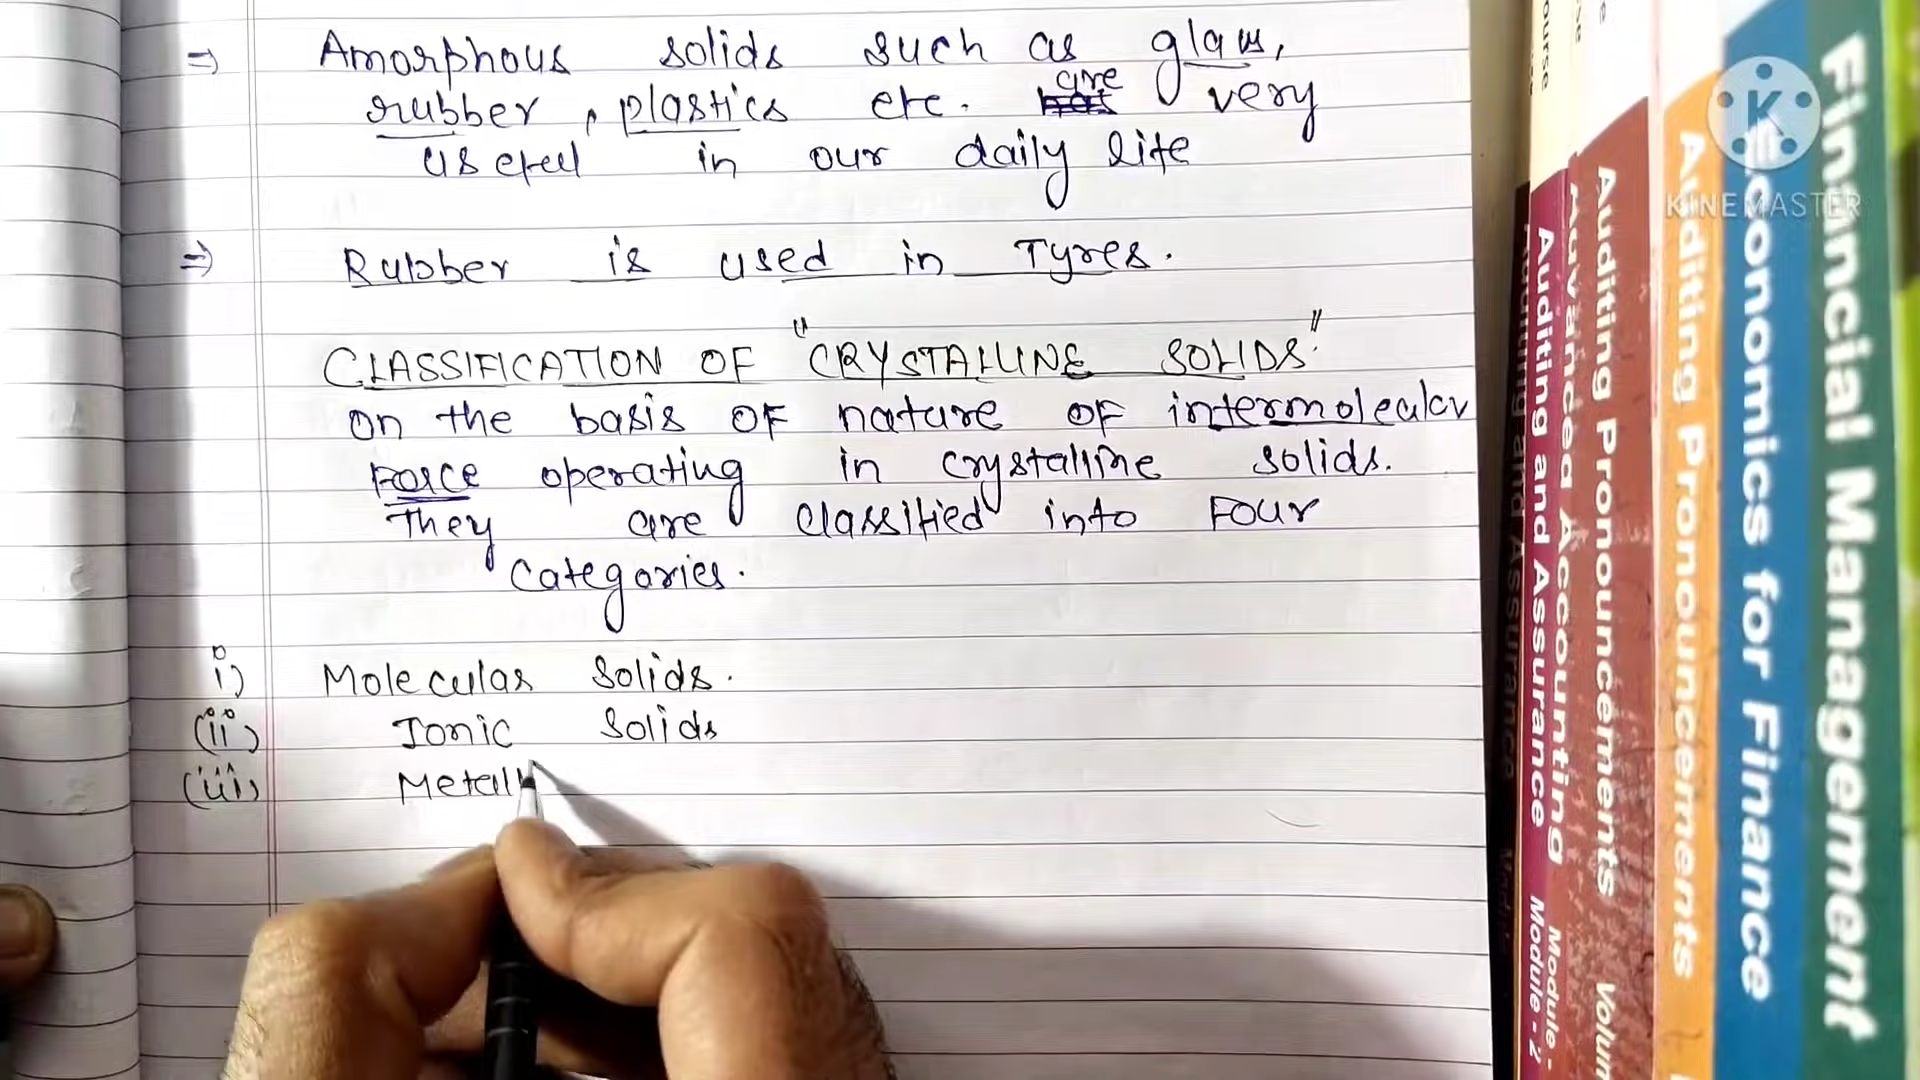 ⇒ Amorphous solids such as glass,
rubber, plastics etc. are very
useful in our daily life
⇒ Rubber is used in Tyres.
CLASSIFICATION OF "CRYSTALLINE SOLIDS"
on the basis OF nature OF intermolecular
Force operating in crystalline solids.
They are classified into Four
Categories.
i) Molecular Solids.
(ii) Ionic Solids
(iii) Metall
K
KINEMASTER
Financial Management
Economics for Finance
Auditing Pronouncements
Auditing Pronouncements Volum
Advanced Accounting Module -
Auditing and Assurance Module - 2
Auditing and Assurance